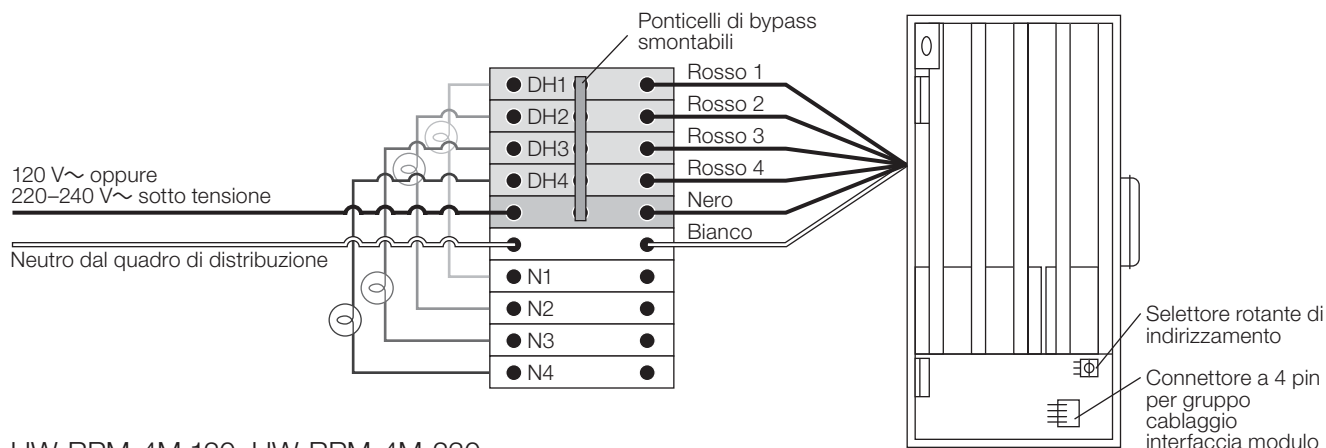 Ponticelli di bypass
smontabili
DH1
DH2
DH3
DH4
Rosso 1
Rosso 2
Rosso 3
Rosso 4
Nero
Bianco
120 V~ oppure
220–240 V~ sotto tensione
Neutro dal quadro di distribuzione
N1
N2
N3
N4
Selettore rotante di
indirizzamento
Connettore a 4 pin
per gruppo
cablaggio
interfaccia modulo